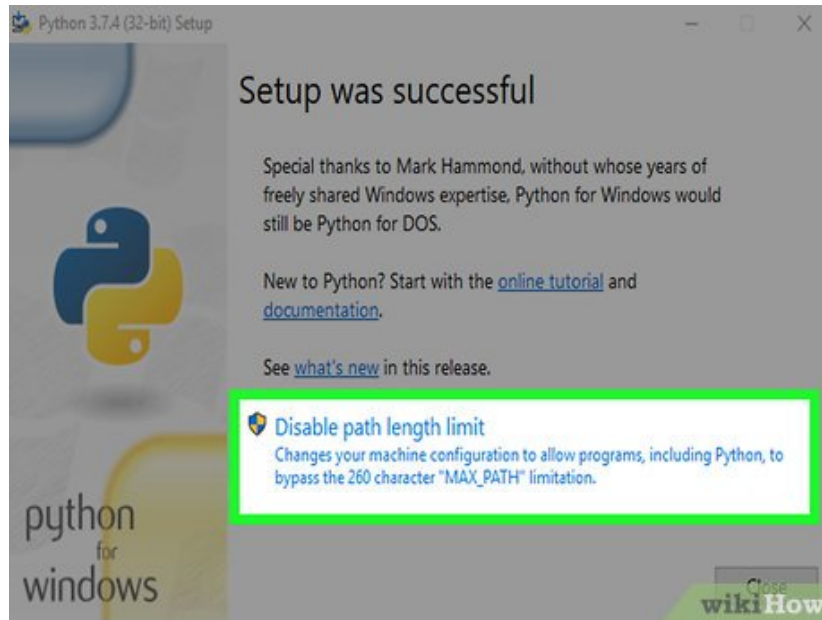 Python 3.7.4 (32-bit) Setup
Setup was successful
Special thanks to Mark Hammond, without whose years of
freely shared Windows expertise, Python for Windows would
still be Python for DOS.
New to Python? Start with the online tutorial and
documentation.
See what's new in this release.
Disable path length limit
Changes your machine configuration to allow programs, including Python, to
bypass the 260 character "MAX_PATH" limitation.
python
for
windows
Close
wikiHow